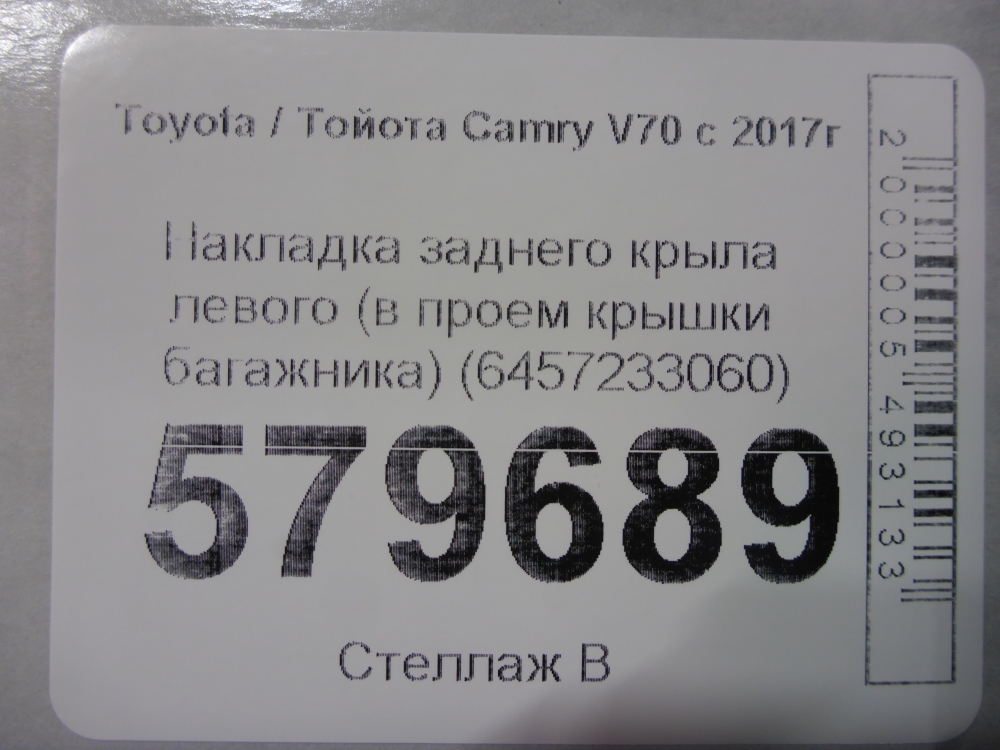 Toyota / Тойота Camry V70 с 2017г
Накладка заднего крыла
левого (в проем крышки
багажника) (6457233060)
579689
Стеллаж В
2000005493133